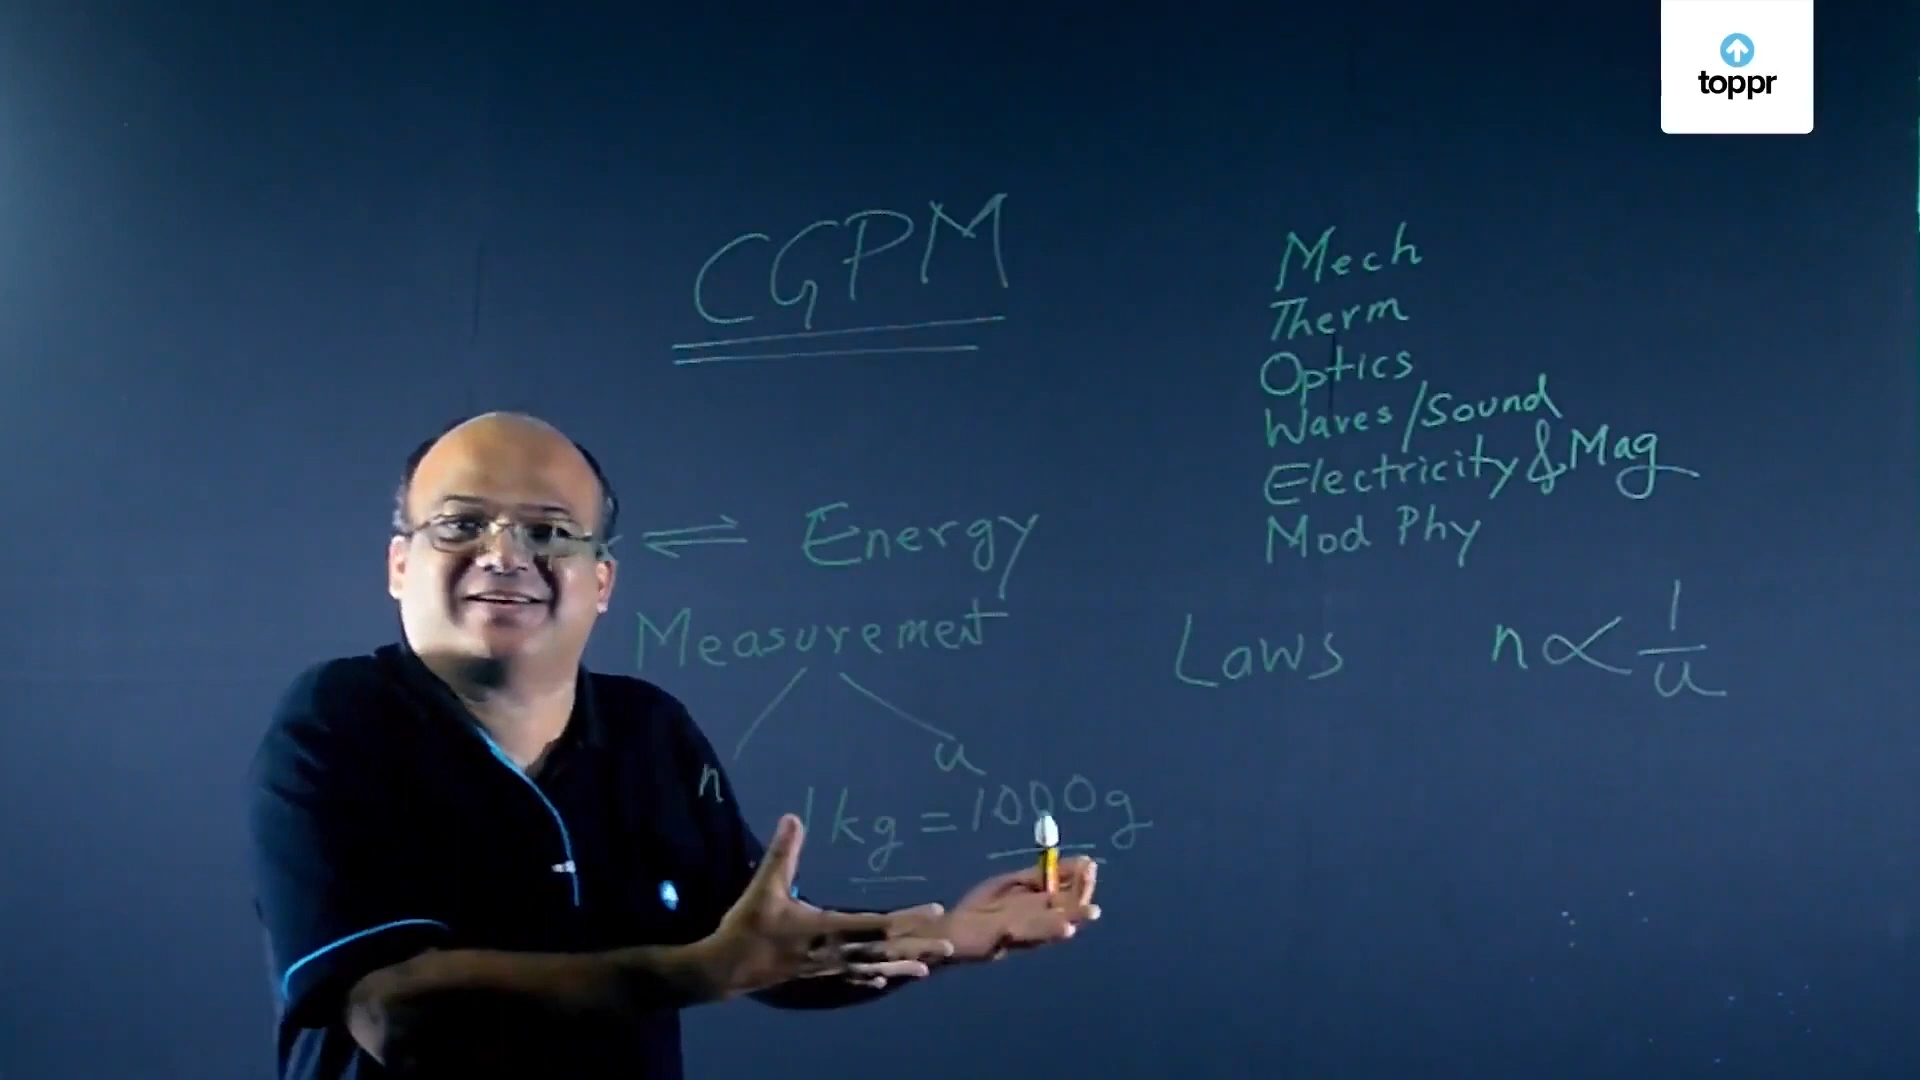 toppr
CGPM
Mech
Therm
Optics
Waves/Sound
Electricity & Mag
Mod Phy
⇌ Energy
Measurement
n u
1kg = 1000g
Laws
n ∝ 1/u